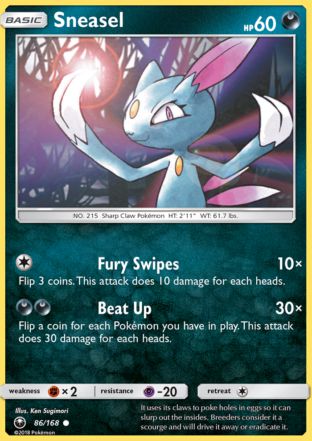 BASIC
Sneasel
HP60
NO. 215 Sharp Claw Pokémon HT: 2'11" WT: 61.7 lbs.
Fury Swipes 10×
Flip 3 coins. This attack does 10 damage for each heads.
Beat Up 30×
Flip a coin for each Pokémon you have in play. This attack
does 30 damage for each heads.
weakness ×2 resistance -20 retreat
Illus. Ken Sugimori
86/168
©2018 Pokémon
It uses its claws to poke holes in eggs so it can
slurp out the insides. Breeders consider it a
scourge and will drive it away or eradicate it.